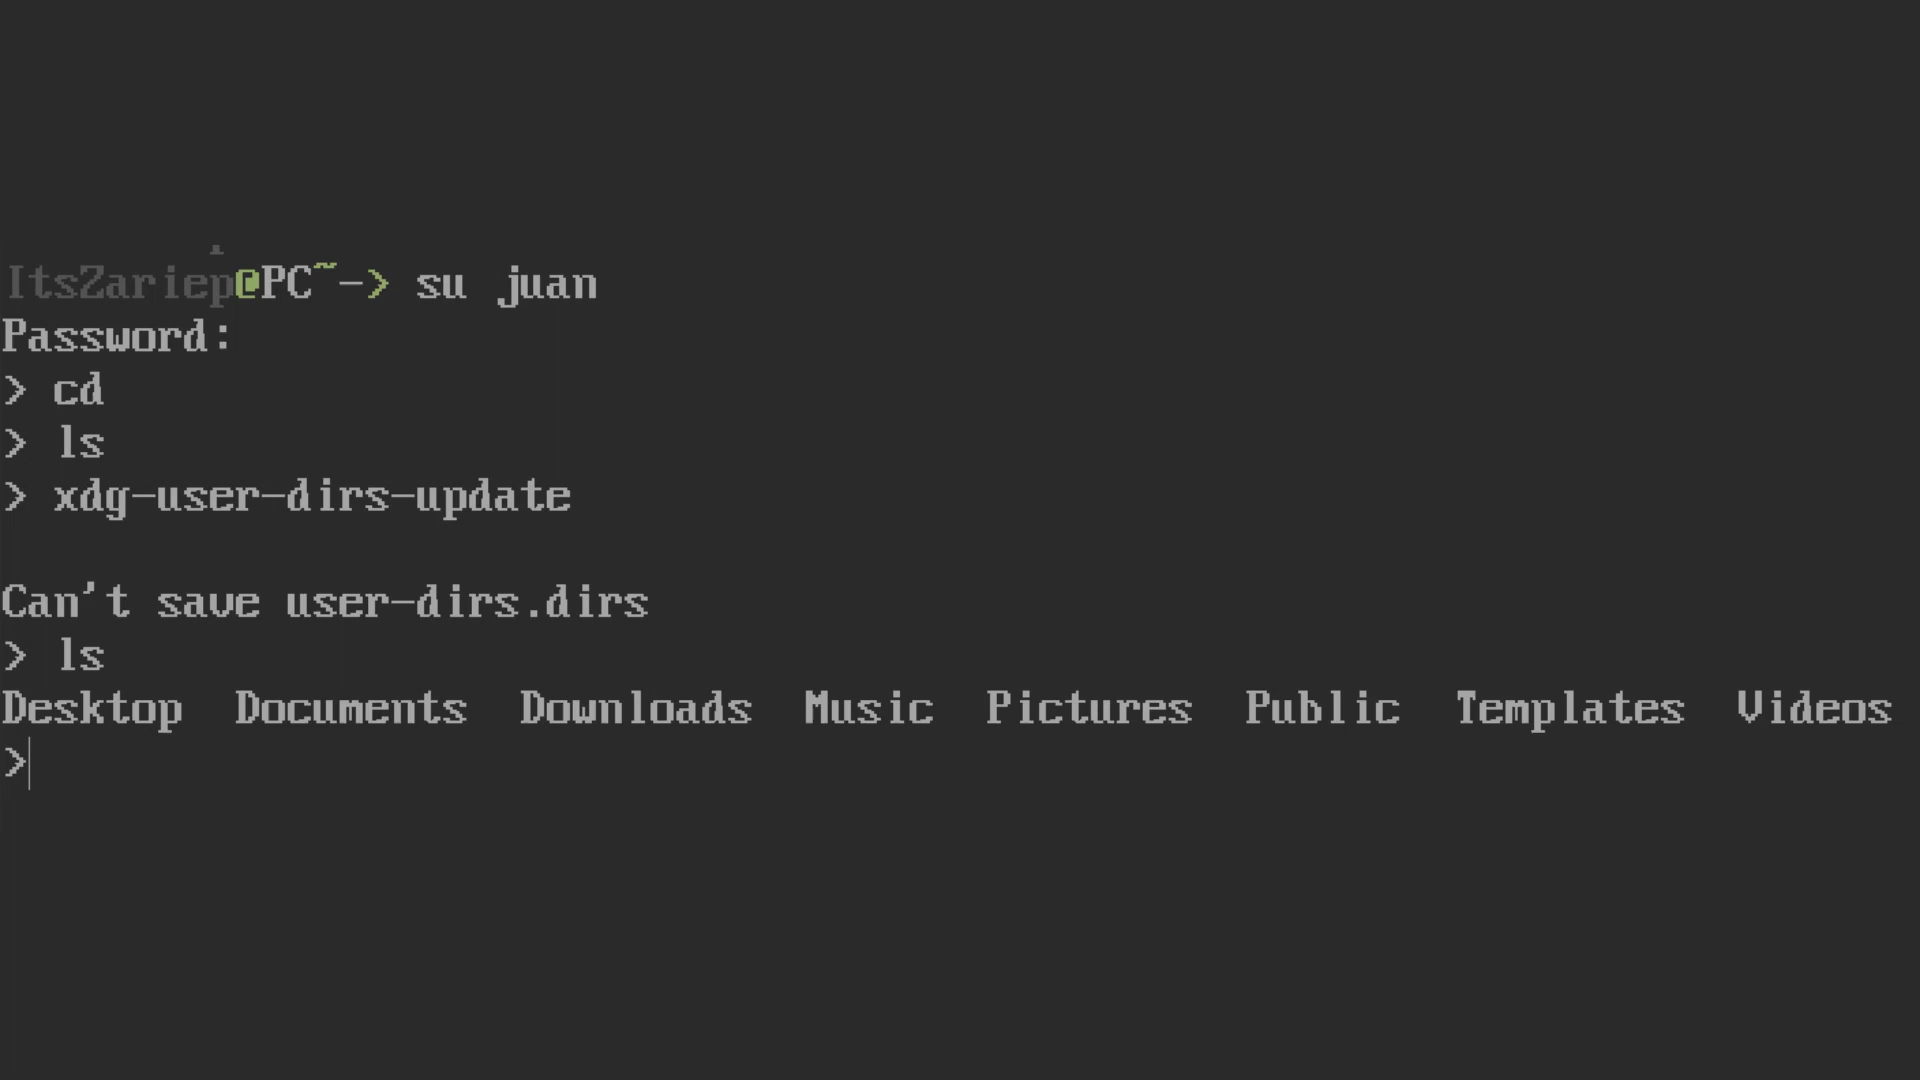 ItsZariep@PC~-> su juan
Password:
> cd
> ls
> xdg-user-dirs-update
Can't save user-dirs.dirs
> ls
Desktop  Documents  Downloads  Music  Pictures  Public  Templates  Videos
>